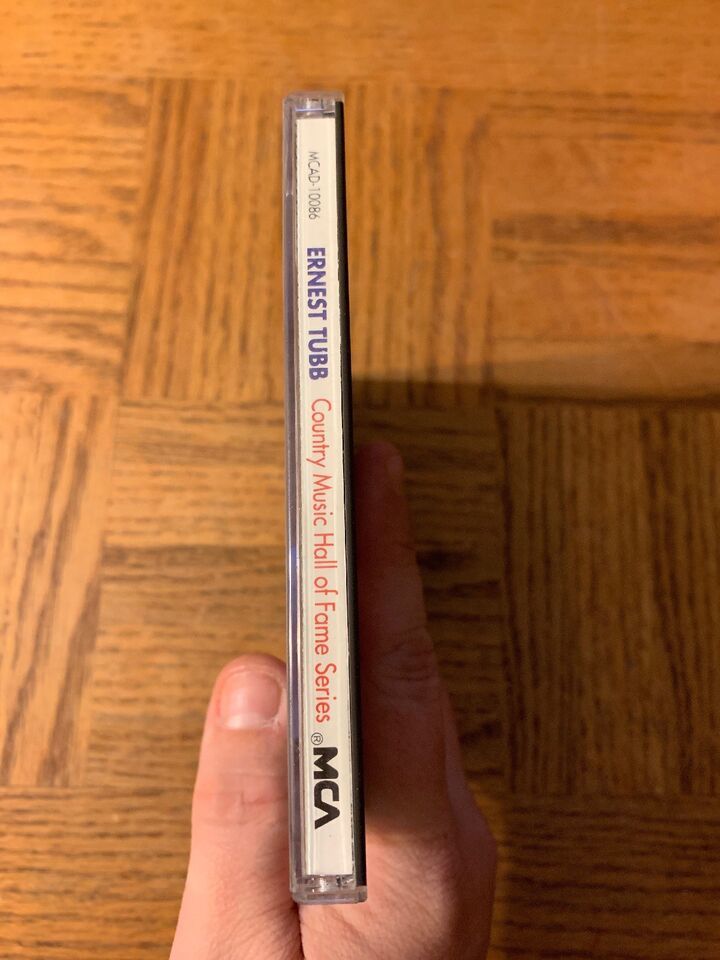 MCAD-10086 ERNEST TUBB Country Music Hall of Fame Series ® MCA